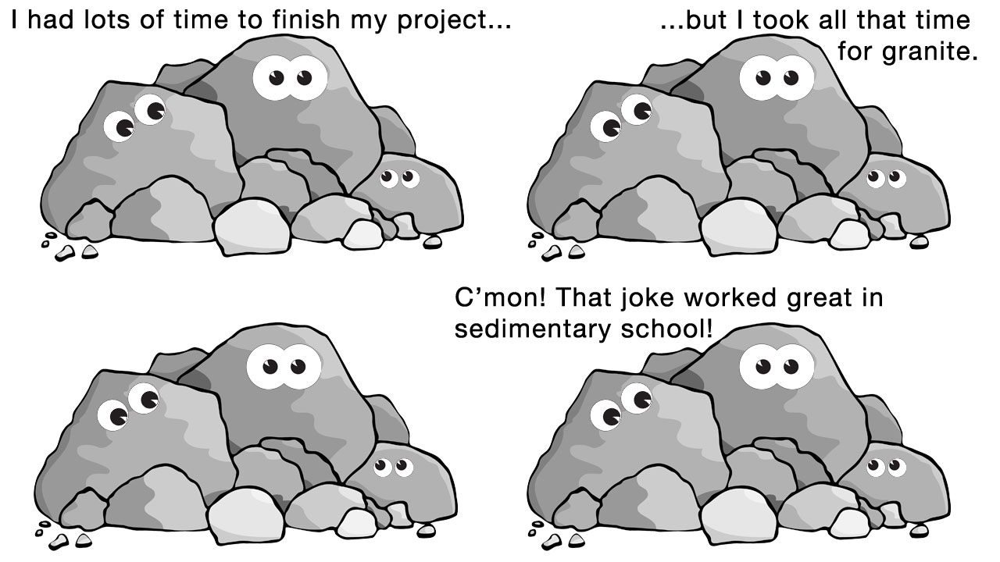 I had lots of time to finish my project...
...but I took all that time
for granite.
C’mon! That joke worked great in
sedimentary school!